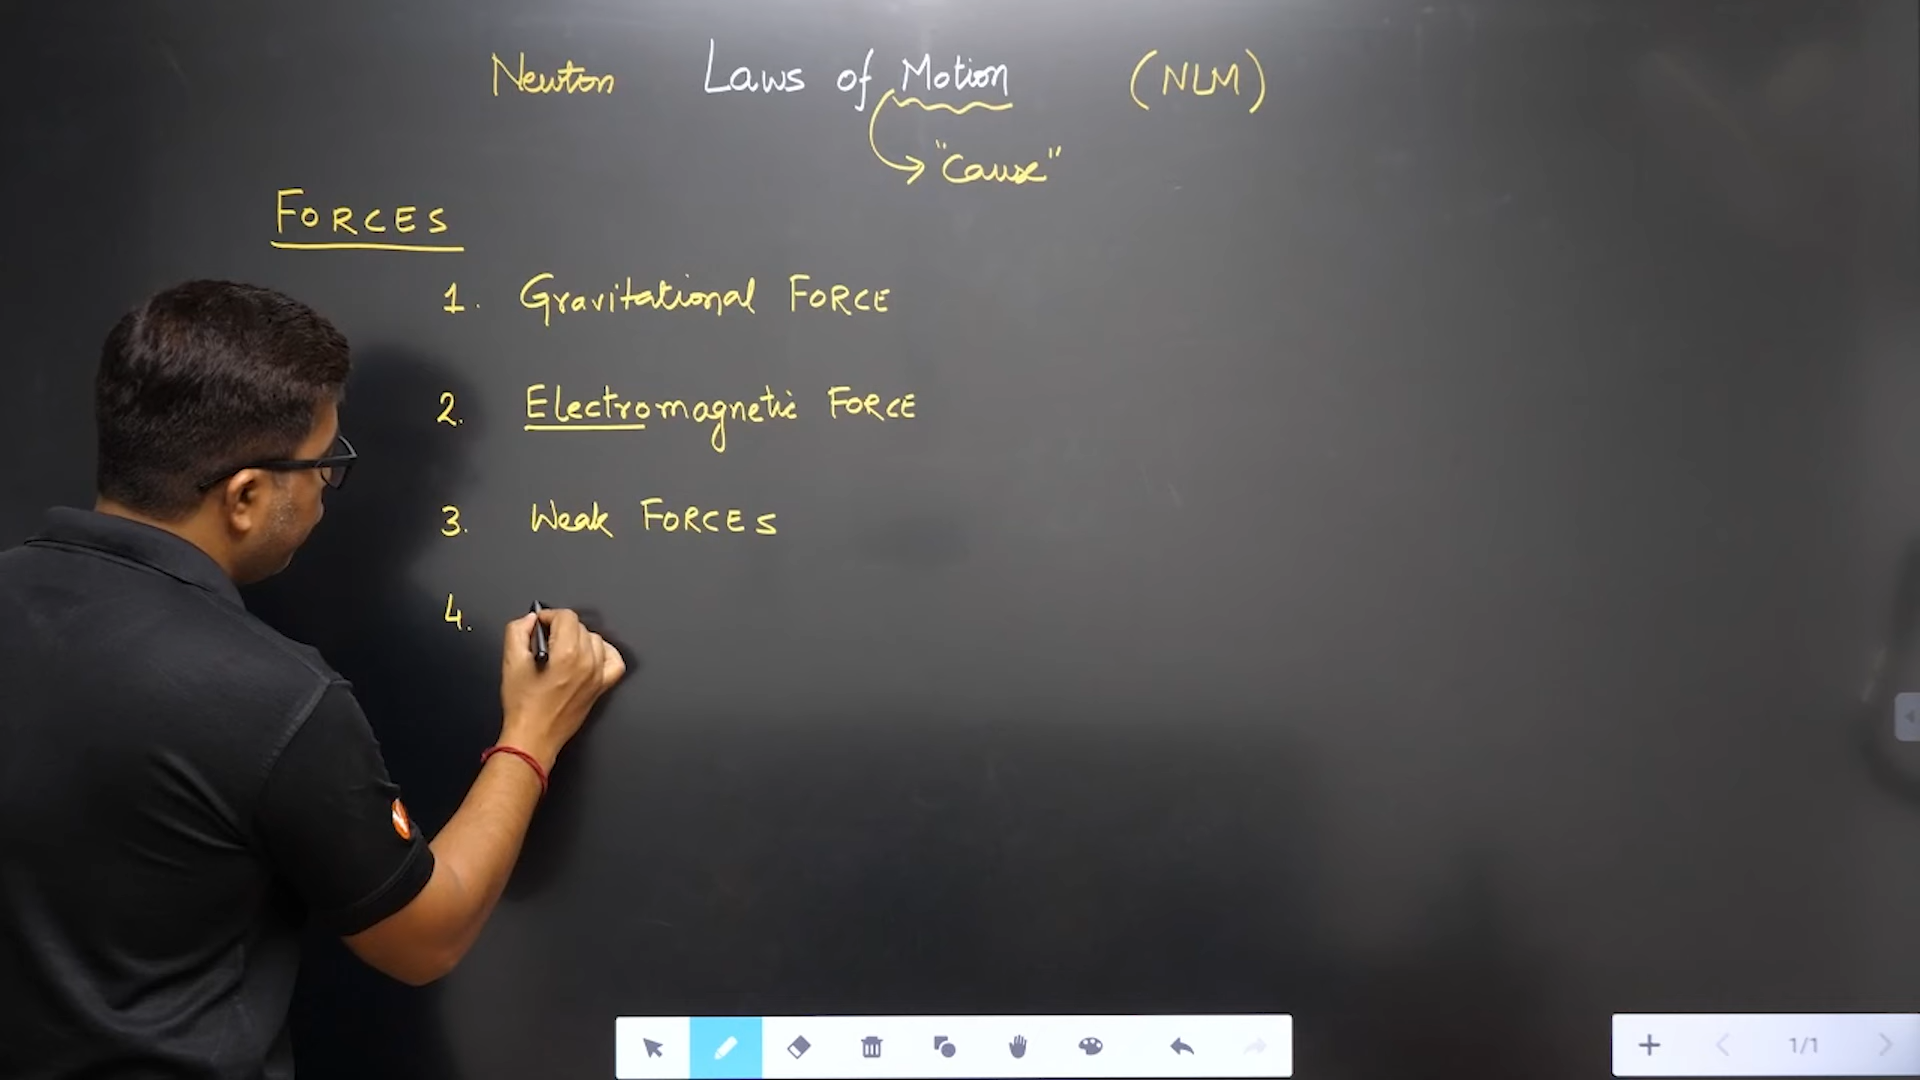 Newton Laws of Motion (NLM)
"Cause"
FORCES
1. Gravitational FORCE
2. Electromagnetic FORCE
3. Weak FORCES
4.
1/1